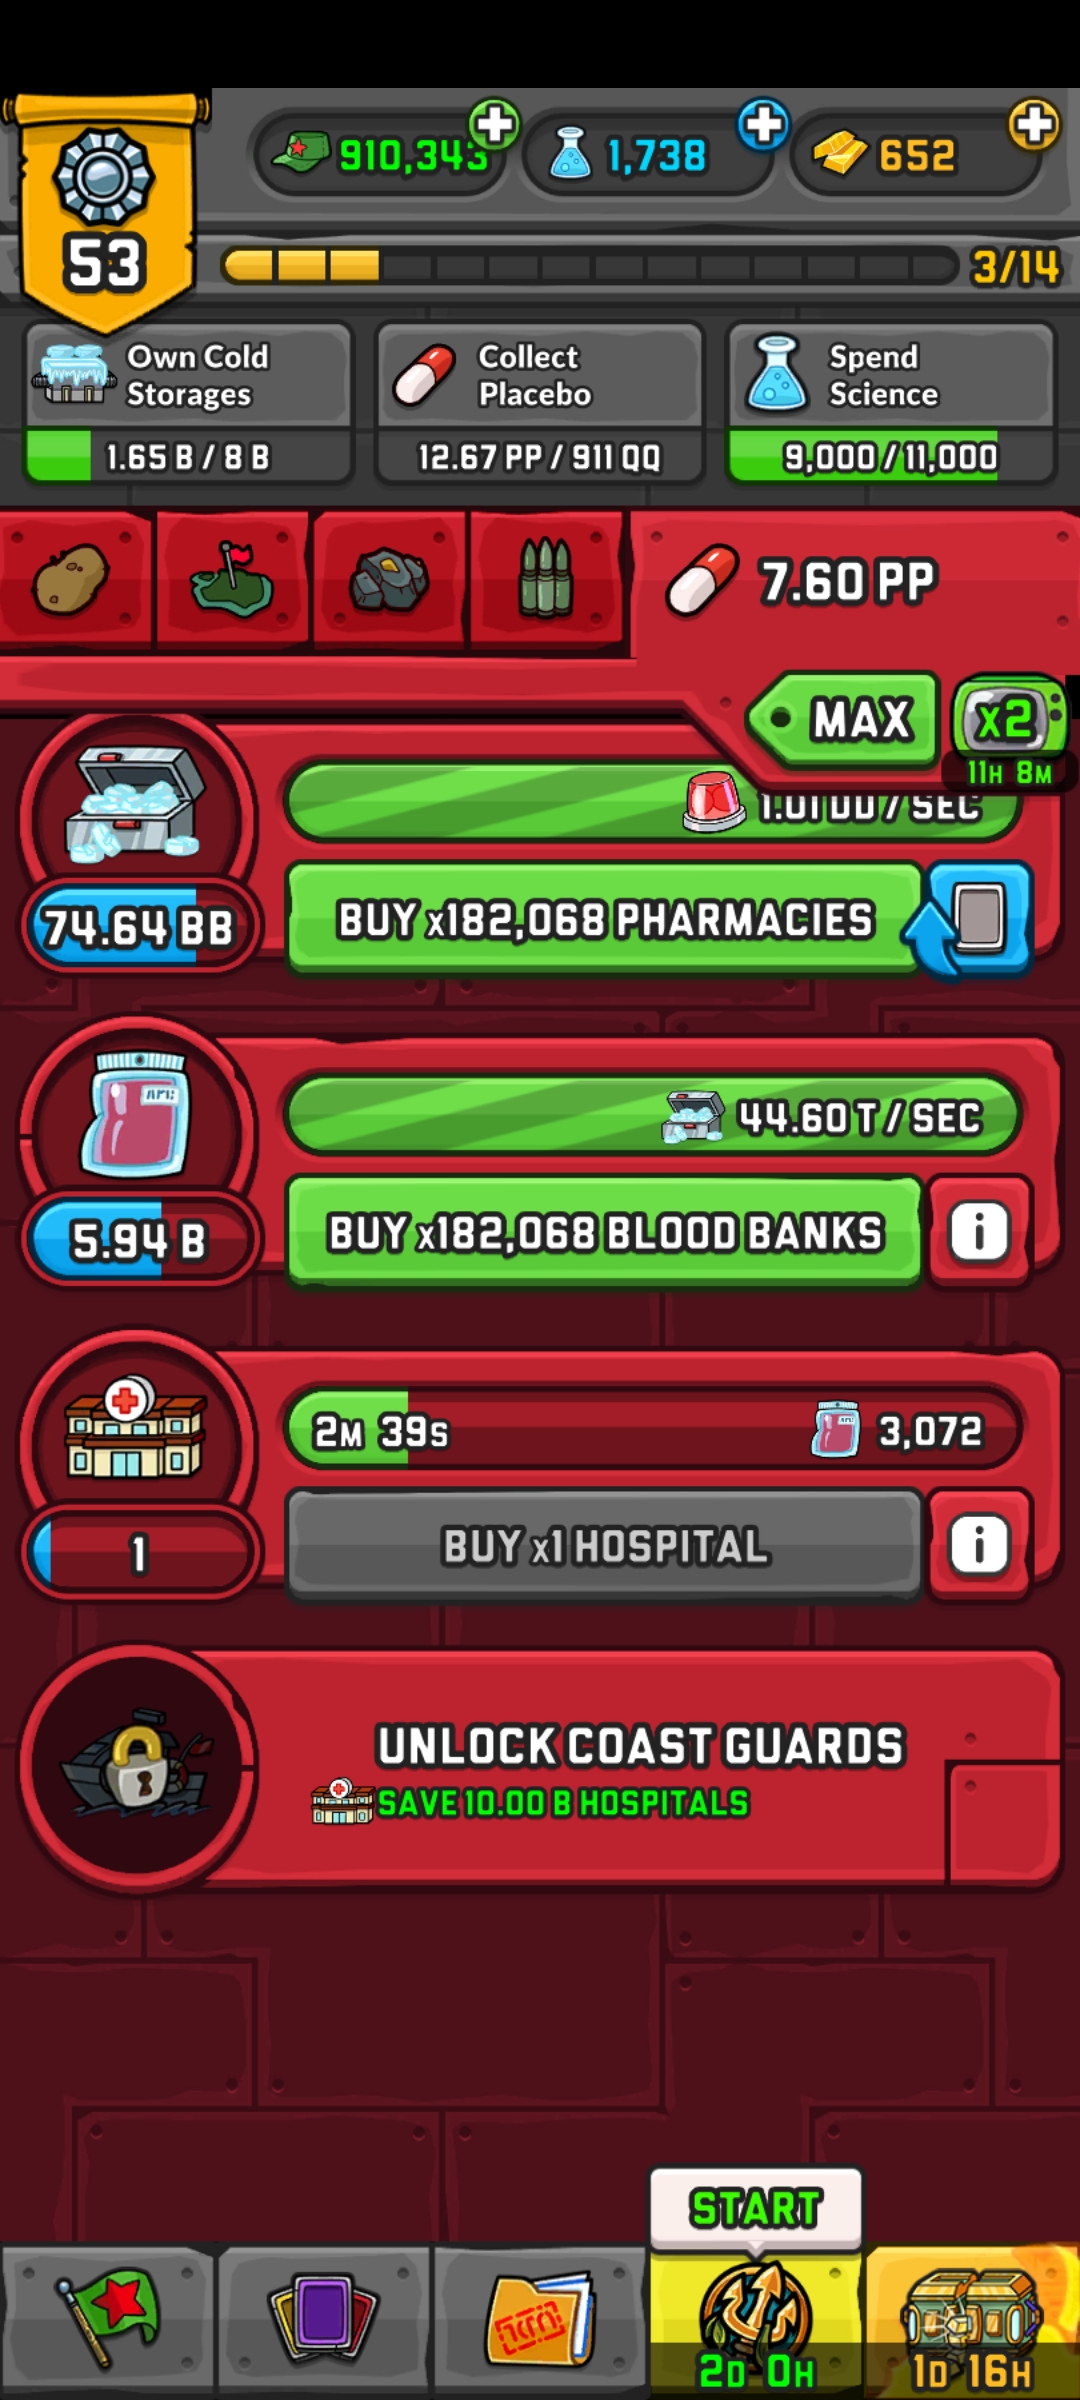 53
910,343
1,738
652
3/14
Own Cold
Storages
1.65 B / 8 B
Collect
Placebo
12.67 PP / 911 QQ
Spend
Science
9,000 / 11,000
7.60 PP
MAX
x2
11H 8M
/ SEC
74.64 BB
BUY x182,068 PHARMACIES
44.60 T / SEC
5.94 B
BUY x182,068 BLOOD BANKS
i
2M 39S
3,072
1
BUY x1 HOSPITAL
i
UNLOCK COAST GUARDS
SAVE 10.00 B HOSPITALS
START
2D 0H
1D 16H